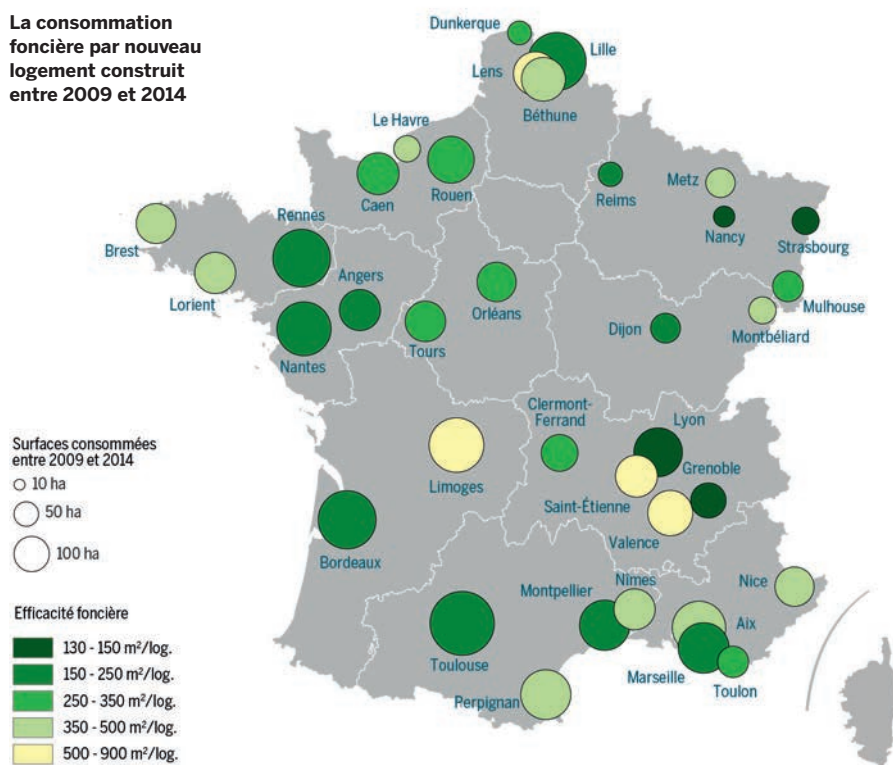 La consommation
foncière par nouveau
logement construit
entre 2009 et 2014
Dunkerque
Lille
Lens
Béthune
Le Havre
Caen
Rouen
Reims
Metz
Nancy
Strasbourg
Brest
Rennes
Lorient
Angers
Orléans
Mulhouse
Nantes
Tours
Dijon
Montbéliard
Clermont-
Ferrand
Lyon
Grenoble
Limoges
Saint-Étienne
Valence
Bordeaux
Montpellier
Nîmes
Nice
Aix
Toulouse
Marseille
Toulon
Perpignan
Surfaces consommées
entre 2009 et 2014
10 ha
50 ha
100 ha
Efficacité foncière
130 - 150 m²/log.
150 - 250 m²/log.
250 - 350 m²/log.
350 - 500 m²/log.
500 - 900 m²/log.